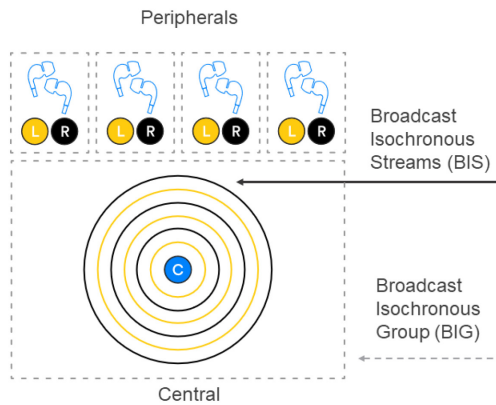 Peripherals
L R L R L R L R
Broadcast
Isochronous
Streams (BIS)
C
Broadcast
Isochronous
Group (BIG)
Central